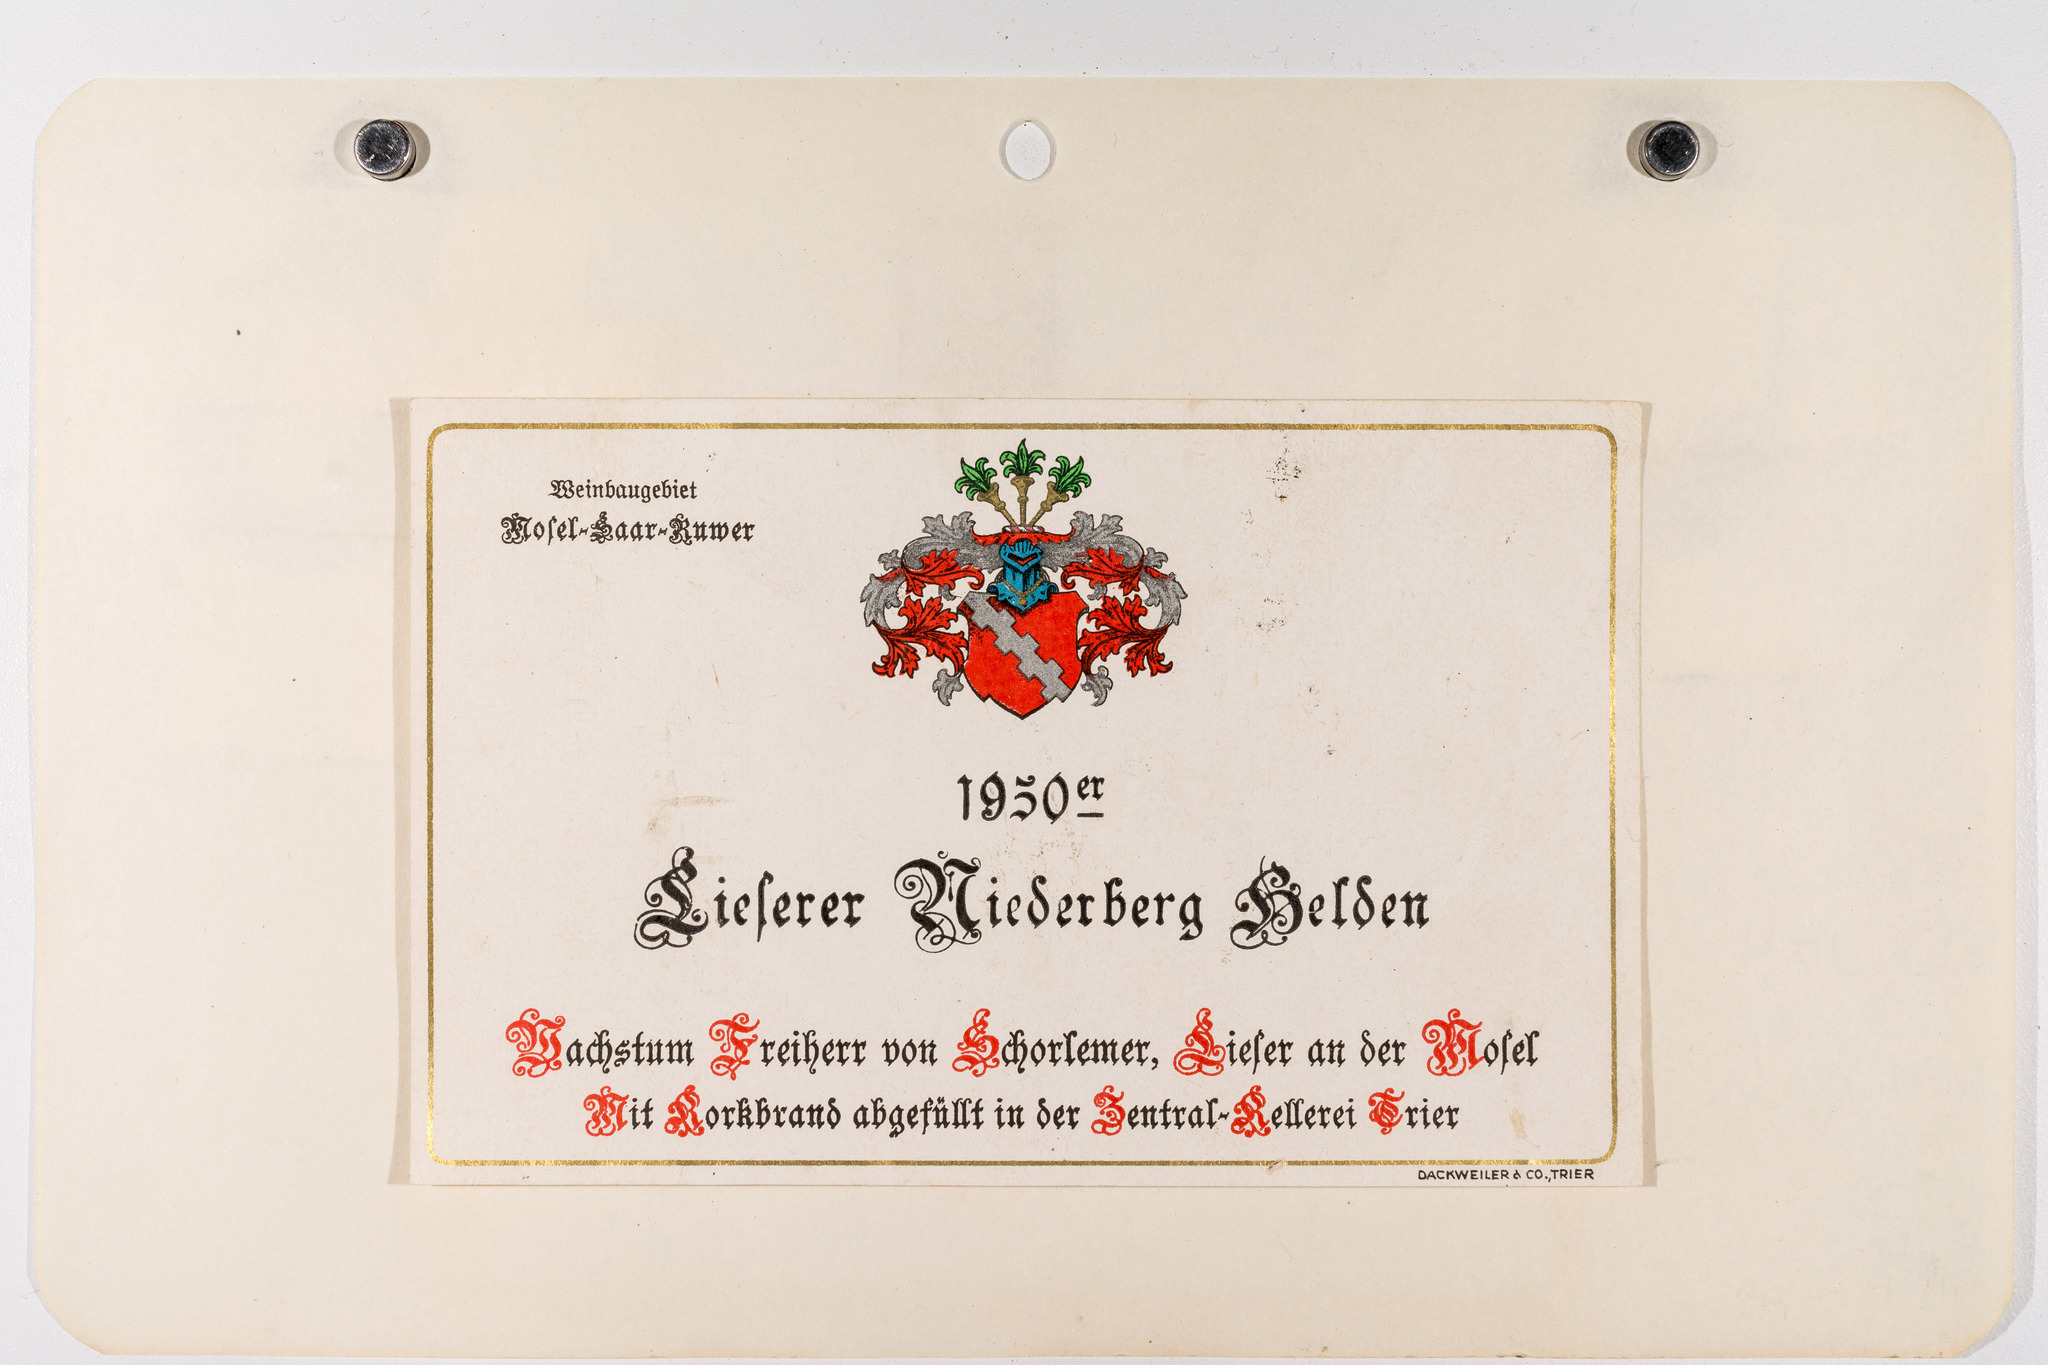 Weinbaugebiet
Mosel-Saar-Ruwer
1950er
Lieserer Niederberg Helden
Wachstum Freiherr von Schorlemer, Lieser an der Mosel
Mit Korkbrand abgefüllt in der Zentral-Kellerei Trier
DACKWEILER & CO., TRIER